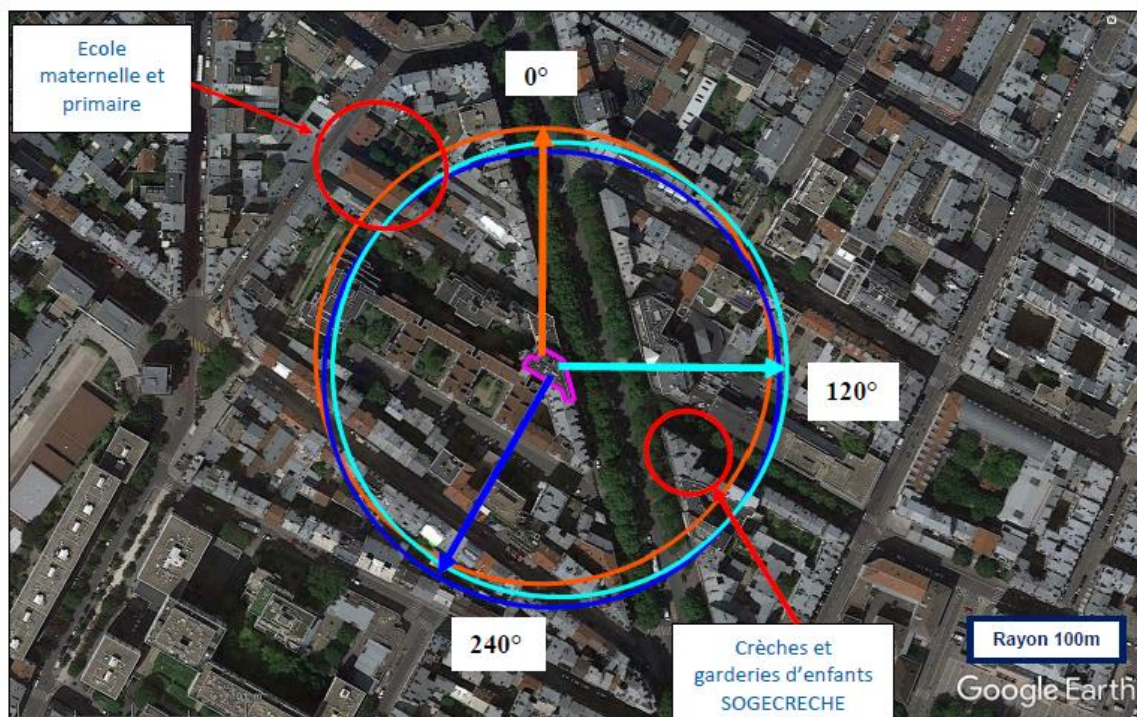 Ecole
maternelle et
primaire
0°
120°
240°
Crèches et
garderies d'enfants
SOGECRECHE
Rayon 100m
Google Earth